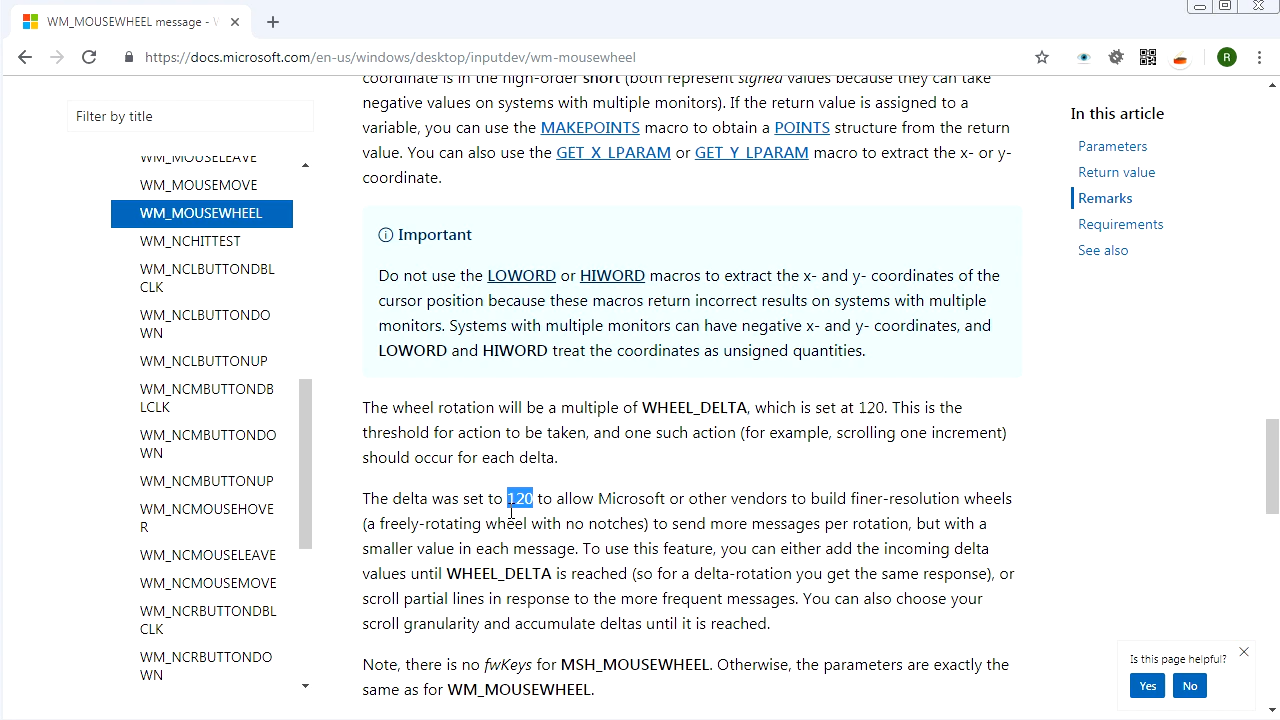 WM_MOUSEWHEEL message - W
https://docs.microsoft.com/en-us/windows/desktop/inputdev/wm-mousewheel
R
Filter by title
WM_MOUSELEAVE
WM_MOUSEMOVE
WM_MOUSEWHEEL
WM_NCHITTEST
WM_NCLBUTTONDBL
CLK
WM_NCLBUTTONDO
WN
WM_NCLBUTTONUP
WM_NCMBUTTONDB
LCLK
WM_NCMBUTTONDO
WN
WM_NCMBUTTONUP
WM_NCMOUSEHOVE
R
WM_NCMOUSELEAVE
WM_NCMOUSEMOVE
WM_NCRBUTTONDBL
CLK
WM_NCRBUTTONDO
WN
coordinate is in the high-order short (both represent signed values because they can take
negative values on systems with multiple monitors). If the return value is assigned to a
variable, you can use the MAKEPOINTS macro to obtain a POINTS structure from the return
value. You can also use the GET_X_LPARAM or GET_Y_LPARAM macro to extract the x- or y-
coordinate.
Important
Do not use the LOWORD or HIWORD macros to extract the x- and y- coordinates of the
cursor position because these macros return incorrect results on systems with multiple
monitors. Systems with multiple monitors can have negative x- and y- coordinates, and
LOWORD and HIWORD treat the coordinates as unsigned quantities.
The wheel rotation will be a multiple of WHEEL_DELTA, which is set at 120. This is the
threshold for action to be taken, and one such action (for example, scrolling one increment)
should occur for each delta.
The delta was set to 120 to allow Microsoft or other vendors to build finer-resolution wheels
(a freely-rotating wheel with no notches) to send more messages per rotation, but with a
smaller value in each message. To use this feature, you can either add the incoming delta
values until WHEEL_DELTA is reached (so for a delta-rotation you get the same response), or
scroll partial lines in response to the more frequent messages. You can also choose your
scroll granularity and accumulate deltas until it is reached.
Note, there is no fwKeys for MSH_MOUSEWHEEL. Otherwise, the parameters are exactly the
same as for WM_MOUSEWHEEL.
In this article
Parameters
Return value
Remarks
Requirements
See also
Is this page helpful?
Yes No